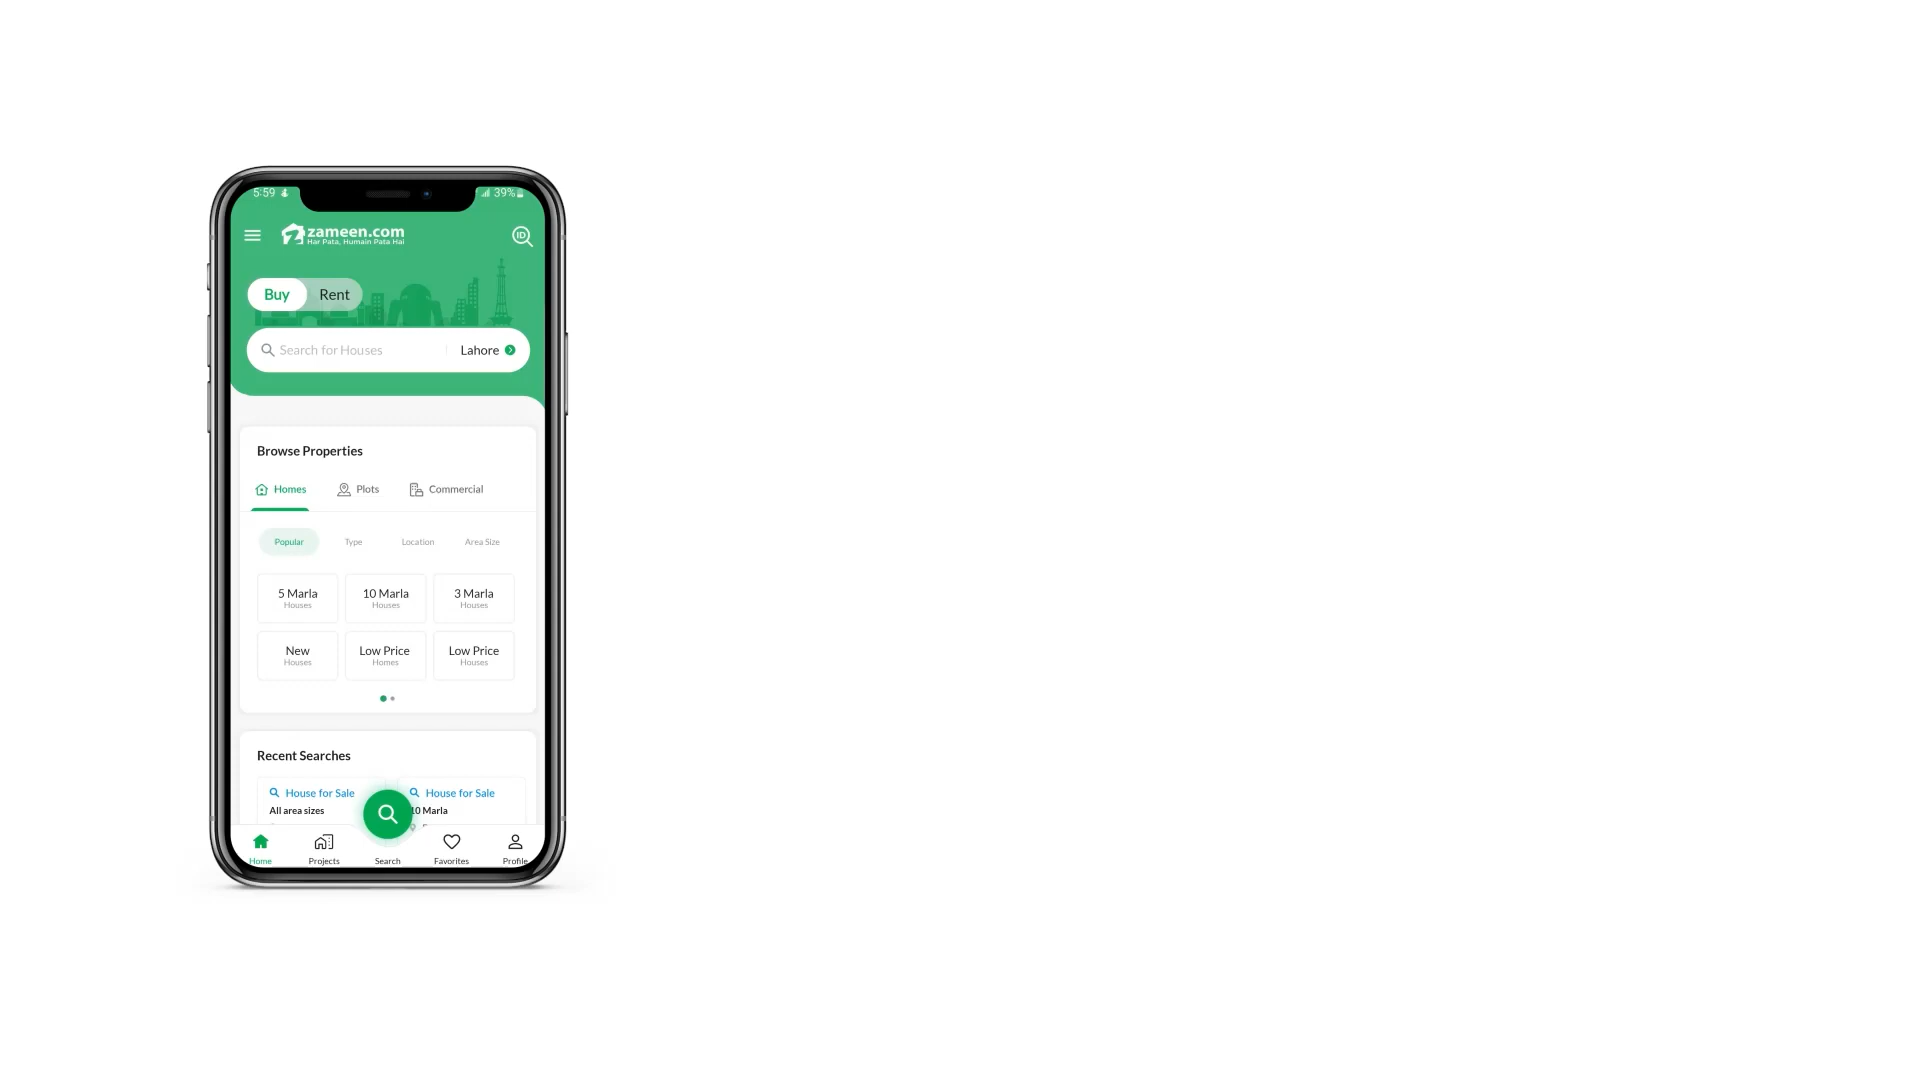 5:59
39%
zameen.com
Har Pata, Humain Pata Hai
ID
Buy
Rent
Search for Houses
Lahore
Browse Properties
Homes
Plots
Commercial
Popular
Type
Location
Area Size
5 Marla
Houses
10 Marla
Houses
3 Marla
Houses
New
Houses
Low Price
Homes
Low Price
Houses
Recent Searches
House for Sale
All area sizes
House for Sale
10 Marla
Home
Projects
Search
Favorites
Profile